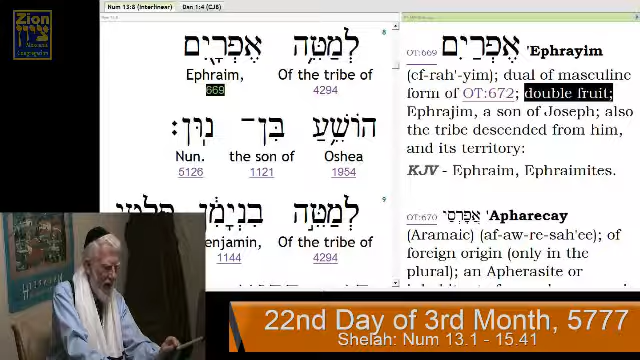 Zion
ציון
Num 13:8 (Interlinear)
Dan 1:4 (CJB)
8
לְמַטֵּה אֶפְרָיִם
Ephraim, Of the tribe of
669 4294
הוֹשֵׁעַ בִּן־ נֽוּן׃
Nun. the son of Oshea
5126 1121 1954
9
לְמַטֵּה בִנְיָמִן
enjamin, Of the tribe of
1144 4294
OT:669 אֶפְרַיִם 'Ephrayim
(ef-rah'-yim); dual of masculine
form of OT:672; double fruit;
Ephrajim, a son of Joseph; also
the tribe descended from him,
and its territory:
KJV - Ephraim, Ephraimites.
OT:670 אֲפָרְסַי 'Apharecay
(Aramaic) (af-aw-re-sah'ee); of
foreign origin (only in the
plural); an Apherasite or
22nd Day of 3rd Month, 5777
Shelah: Num 13.1 - 15.41